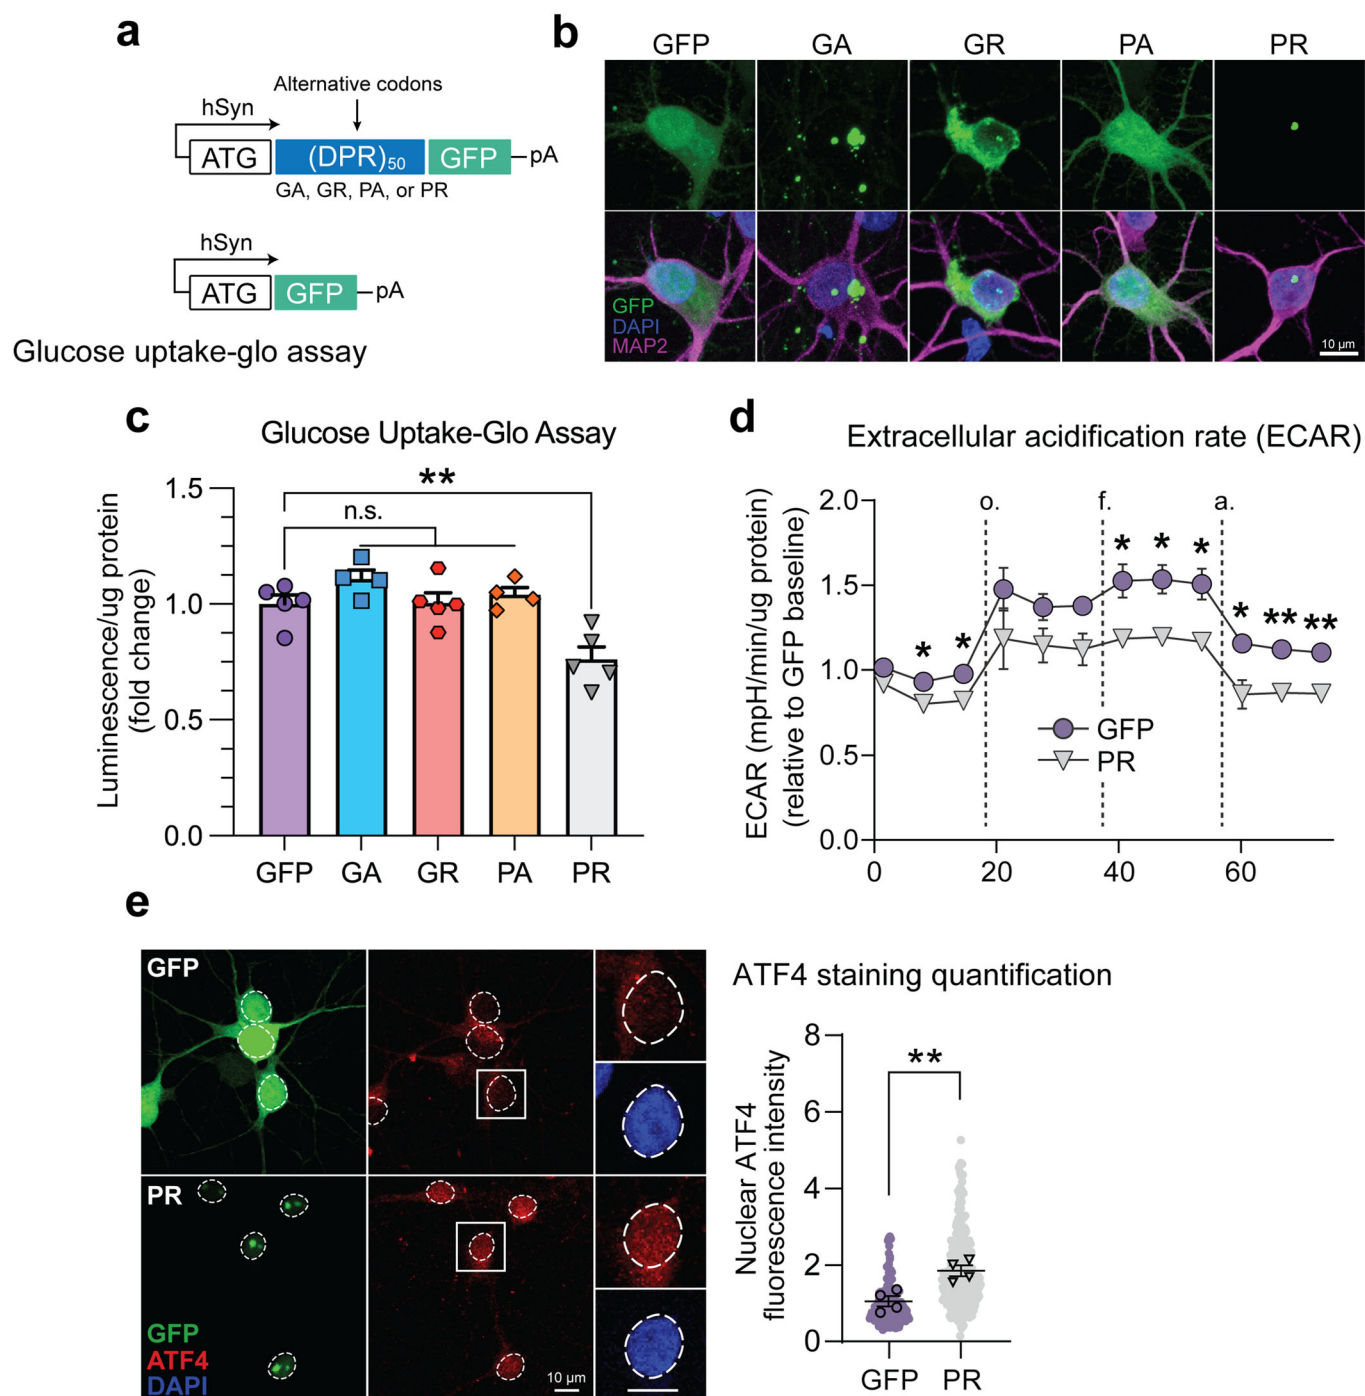 a
Alternative codons
hSyn
ATG (DPR)50 GFP pA
GA, GR, PA, or PR
hSyn
ATG GFP pA
Glucose uptake-glo assay
b
GFP GA GR PA PR
GFP
DAPI
MAP2
10 µm
c
Glucose Uptake-Glo Assay
Luminescence/ug protein
(fold change)
1.5
1.0
0.5
0.0
**
n.s.
GFP GA GR PA PR
d
Extracellular acidification rate (ECAR)
ECAR (mpH/min/ug protein)
(relative to GFP baseline)
2.0
1.5
1.0
0.5
0.0
o. f. a.
* * * * * * ** **
GFP
PR
0 20 40 60
e
GFP
PR
GFP
ATF4
DAPI
10 µm
ATF4 staining quantification
Nuclear ATF4
fluorescence intensity
8
6
4
2
0
**
GFP PR